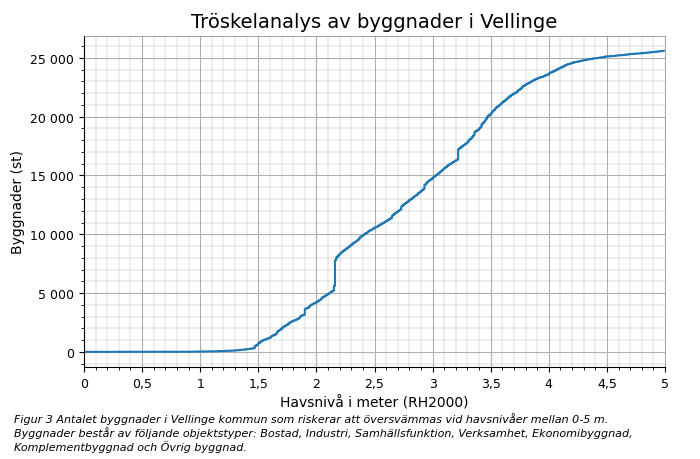 Tröskelanalys av byggnader i Vellinge
25 000
20 000
15 000
10 000
5 000
0
Byggnader (st)
0 0,5 1 1,5 2 2,5 3 3,5 4 4,5 5
Havsnivå i meter (RH2000)
Figur 3 Antalet byggnader i Vellinge kommun som riskerar att översvämmas vid havsnivåer mellan 0-5 m.
Byggnader består av följande objektstyper: Bostad, Industri, Samhällsfunktion, Verksamhet, Ekonomibyggnad,
Komplementbyggnad och Övrig byggnad.